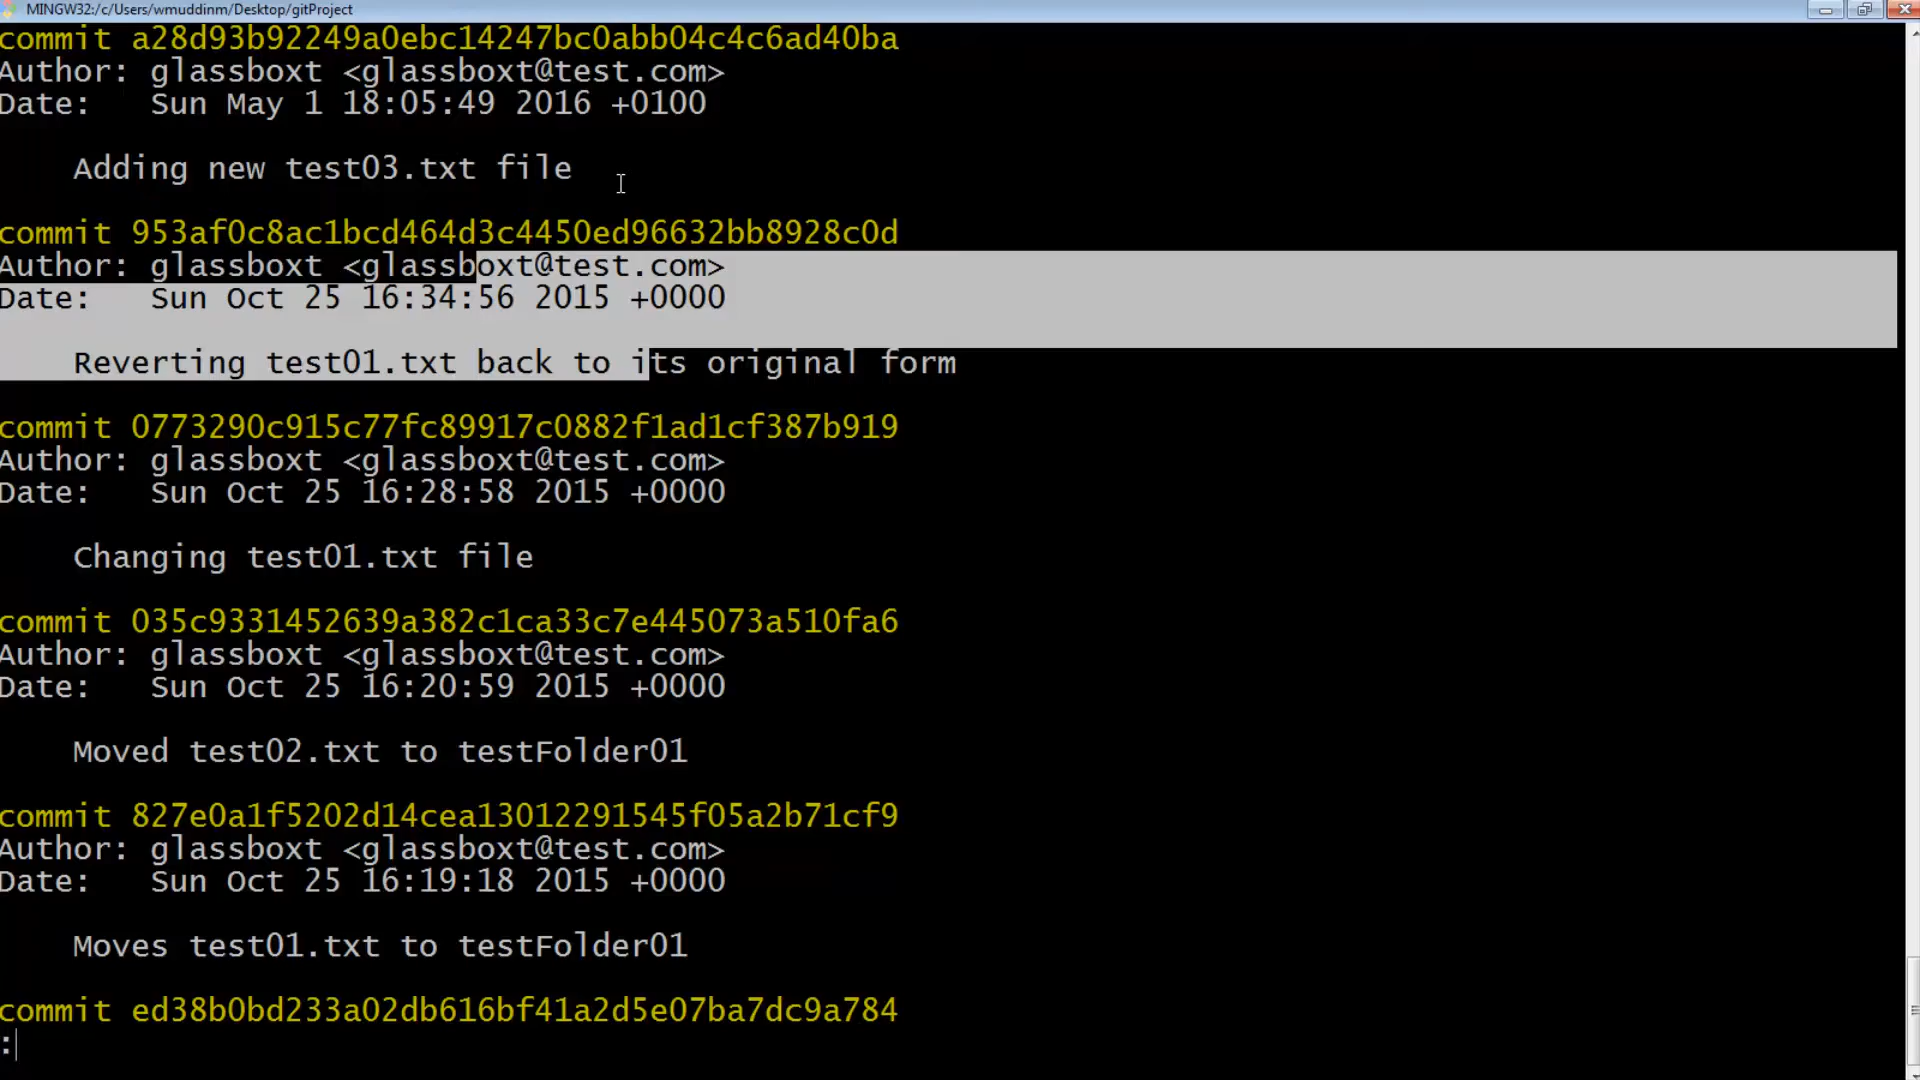 MINGW32:/c/Users/wmuddinm/Desktop/gitProject
commit a28d93b92249a0ebc14247bc0abb04c4c6ad40ba
Author: glassboxt <glassboxt@test.com>
Date:   Sun May 1 18:05:49 2016 +0100
Adding new test03.txt file
commit 953af0c8ac1bcd464d3c4450ed96632bb8928c0d
Author: glassboxt <glassboxt@test.com>
Date:   Sun Oct 25 16:34:56 2015 +0000
Reverting test01.txt back to its original form
commit 0773290c915c77fc89917c0882f1ad1cf387b919
Author: glassboxt <glassboxt@test.com>
Date:   Sun Oct 25 16:28:58 2015 +0000
Changing test01.txt file
commit 035c9331452639a382c1ca33c7e445073a510fa6
Author: glassboxt <glassboxt@test.com>
Date:   Sun Oct 25 16:20:59 2015 +0000
Moved test02.txt to testFolder01
commit 827e0a1f5202d14cea13012291545f05a2b71cf9
Author: glassboxt <glassboxt@test.com>
Date:   Sun Oct 25 16:19:18 2015 +0000
Moves test01.txt to testFolder01
commit ed38b0bd233a02db616bf41a2d5e07ba7dc9a784
: